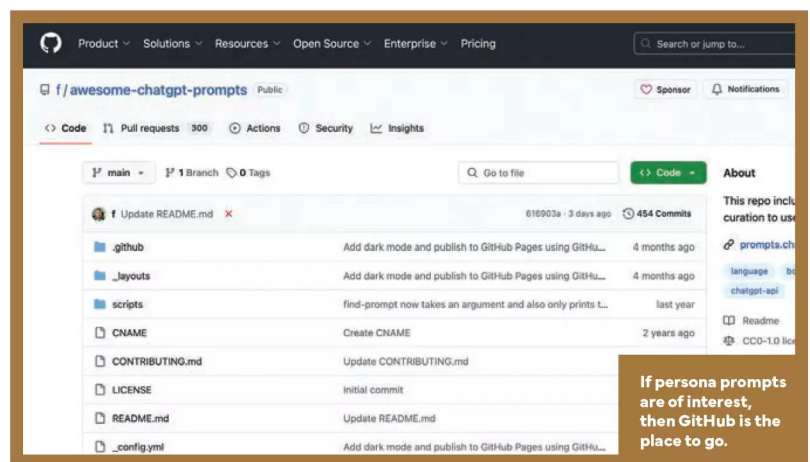 Product Solutions Resources Open Source Enterprise Pricing Search or jump to...
f/awesome-chatgpt-prompts Public Sponsor Notifications
Code Pull requests 300 Actions Security Insights
main 1 Branch 0 Tags Go to file Code About
This repo inclu
f Update README.md 616903a · 3 days ago 454 Commits curation to use
.github Add dark mode and publish to GitHub Pages using GitHu... 4 months ago prompts.ch
_layouts Add dark mode and publish to GitHub Pages using GitHu... 4 months ago language bo
chatgpt-api
scripts find-prompt now takes an argument and also only prints t... last year
Readme
CNAME Create CNAME 2 years ago CC0-1.0 lice
CONTRIBUTING.md Update CONTRIBUTING.md
LICENSE Initial commit
README.md Update README.md
_config.yml Add dark mode and publish to GitHub Pages using GitHu...
If persona prompts
are of interest,
then GitHub is the
place to go.